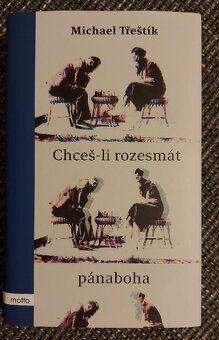 Michael Třeštík
Chceš-li rozesmát
pánaboha
motto